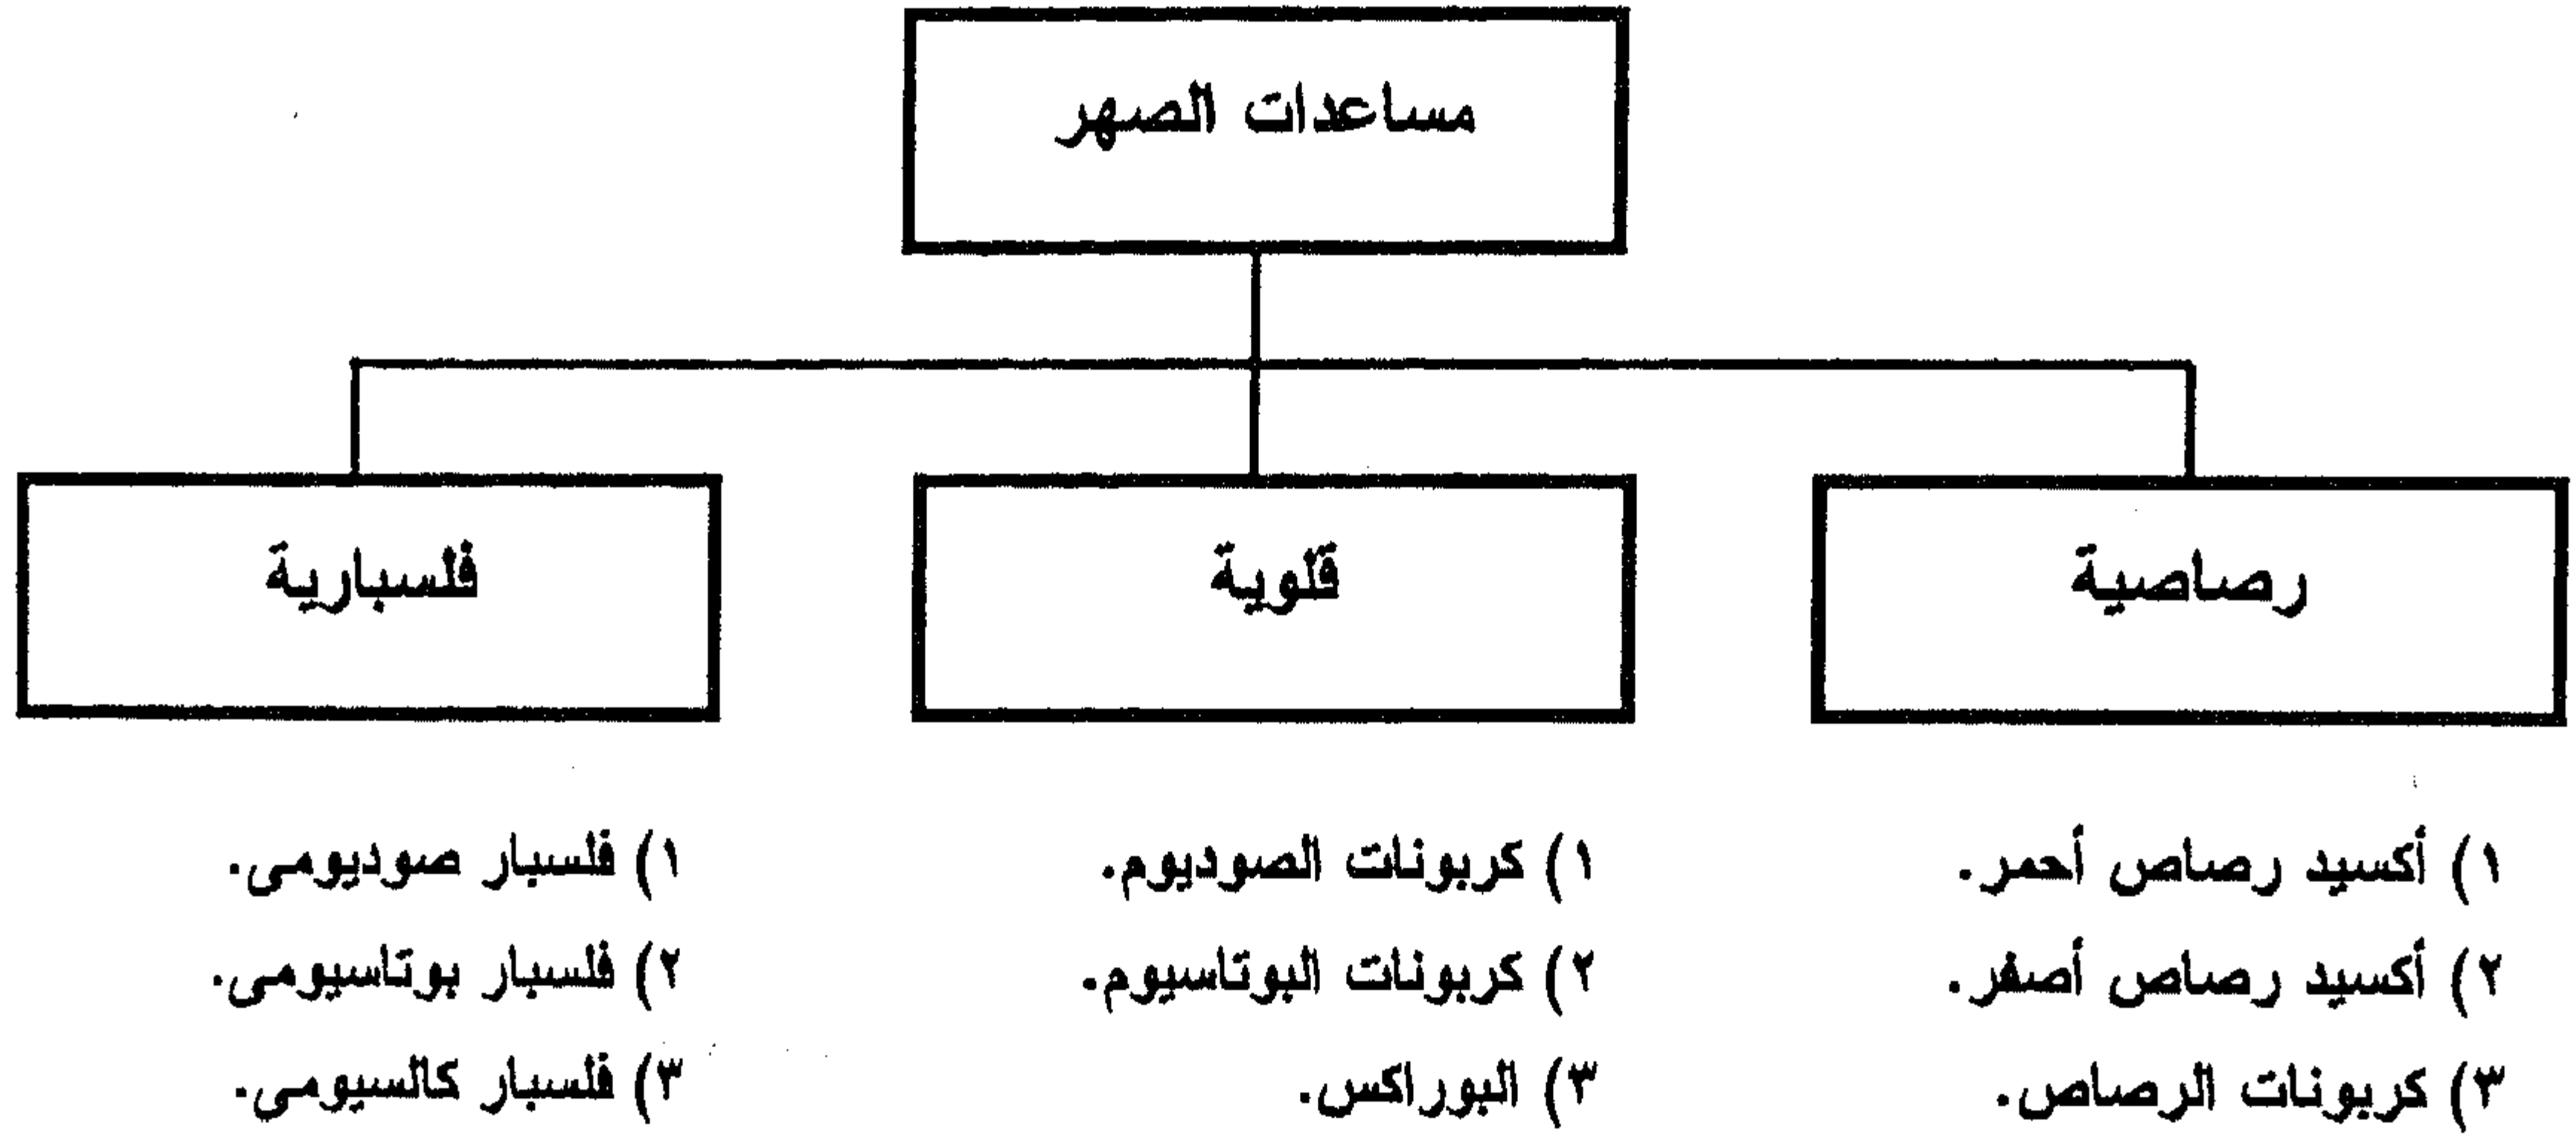 مساعدات الصهر
رصاصية
قلوية
فلسبارية
١) أكسيد رصاص أحمر.
٢) أكسيد رصاص أصفر.
٣) كربونات الرصاص.
١) كربونات الصوديوم.
٢) كربونات البوتاسيوم.
٣) البوراكس.
١) فلسبار صوديومى.
٢) فلسبار بوتاسيومى.
٣) فلسبار كالسيومى.